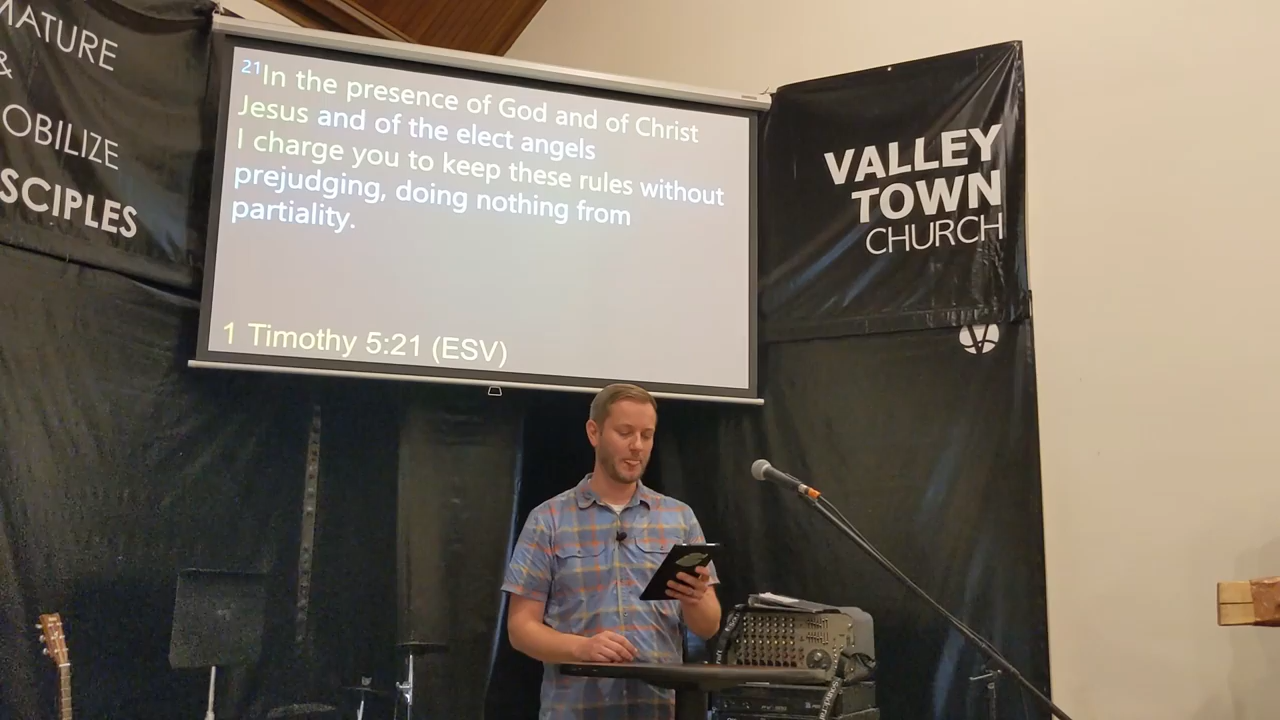 MATURE
&
OBILIZE
SCIPLES
21In the presence of God and of Christ
Jesus and of the elect angels
I charge you to keep these rules without
prejudging, doing nothing from
partiality.
1 Timothy 5:21 (ESV)
VALLEY
TOWN
CHURCH